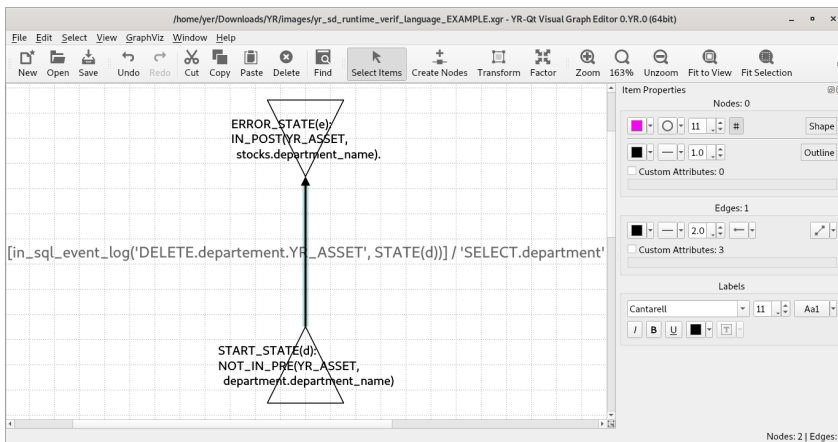 /home/yer/Downloads/YR/images/yr_sd_runtime_verif_language_EXAMPLE.xgr - YR-Qt Visual Graph Editor 0.YR.0 (64bit)
File Edit Select View GraphViz Window Help
New Open Save Undo Redo Cut Copy Paste Delete Find Select Items Create Nodes Transform Factor Zoom 163% Unzoom Fit to View Fit Selection
Item Properties
Nodes: 0
11 # Shape
1.0 Outline
Custom Attributes: 0
Edges: 1
2.0
Custom Attributes: 3
Labels
Cantarell 11 Aa1
I B U T
ERROR_STATE(e):
IN_POST(YR_ASSET,
stocks.department_name).
[in_sql_event_log('DELETE.departement.YR_ASSET', STATE(d))] / 'SELECT.department'
START_STATE(d):
NOT_IN_PRE(YR_ASSET,
department.department_name)
Nodes: 2 | Edges: